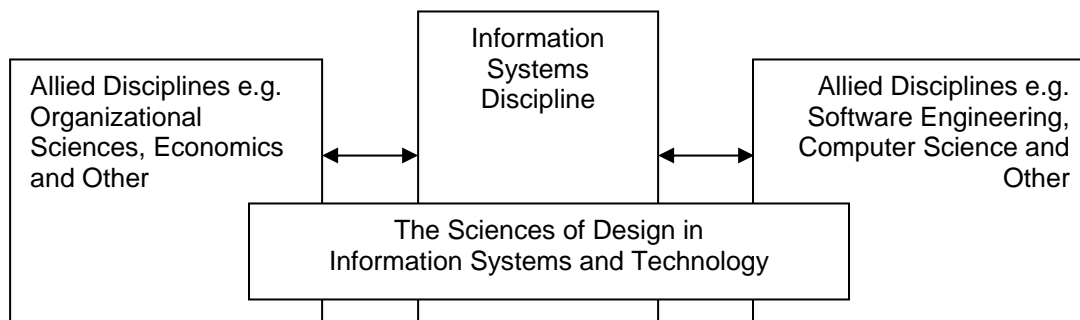 Information
Systems
Discipline
Allied Disciplines e.g.
Organizational
Sciences, Economics
and Other
Allied Disciplines e.g.
Software Engineering,
Computer Science and
Other
The Sciences of Design in
Information Systems and Technology